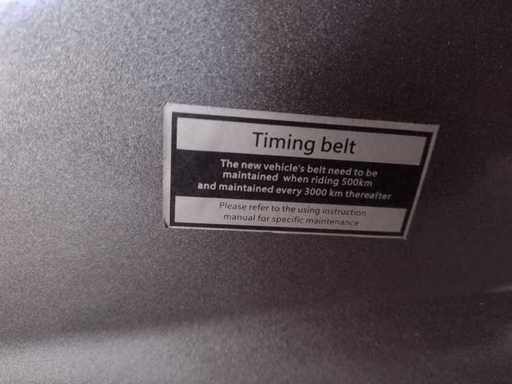 Timing belt
The new vehicle's belt need to be
maintained when riding 500km
and maintained every 3000 km thereafter
Please refer to the using instruction
manual for specific maintenance